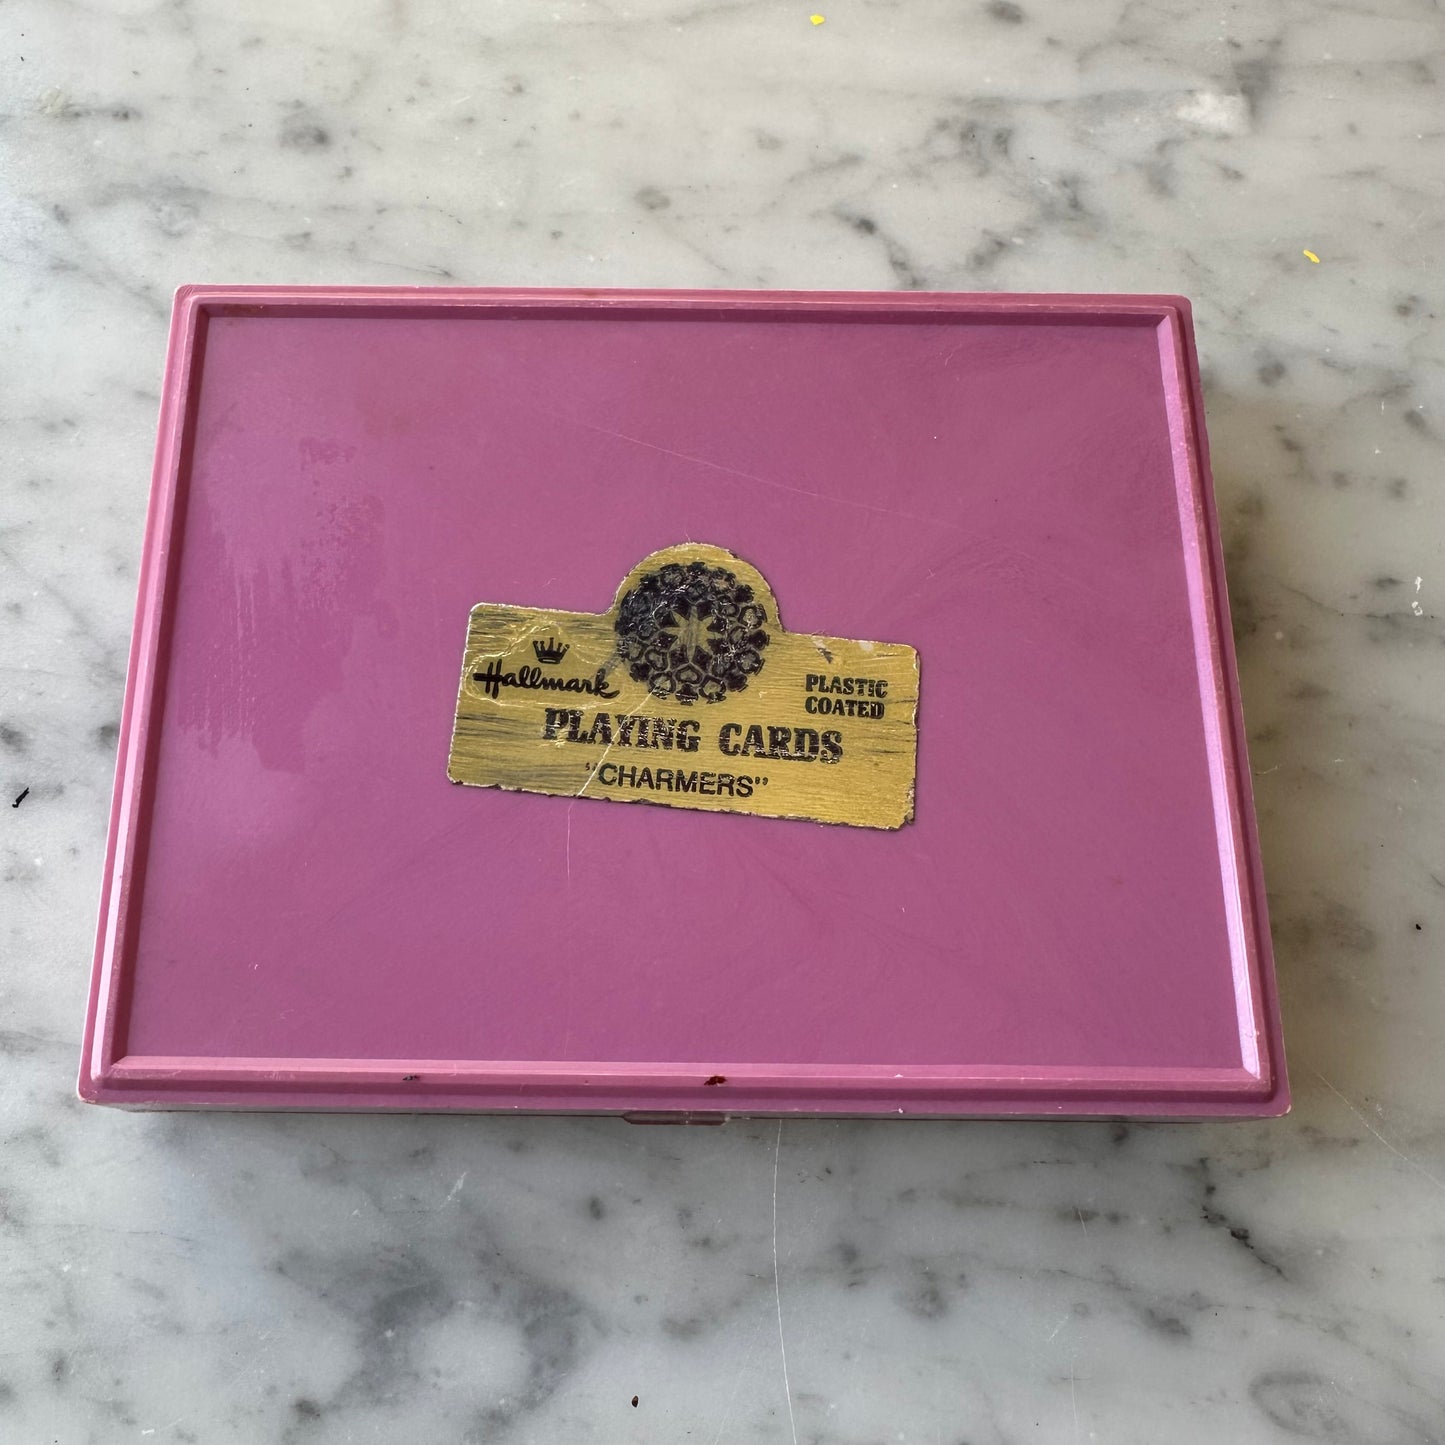 Hallmark
PLASTIC
COATED
PLAYING CARDS
“CHARMERS”